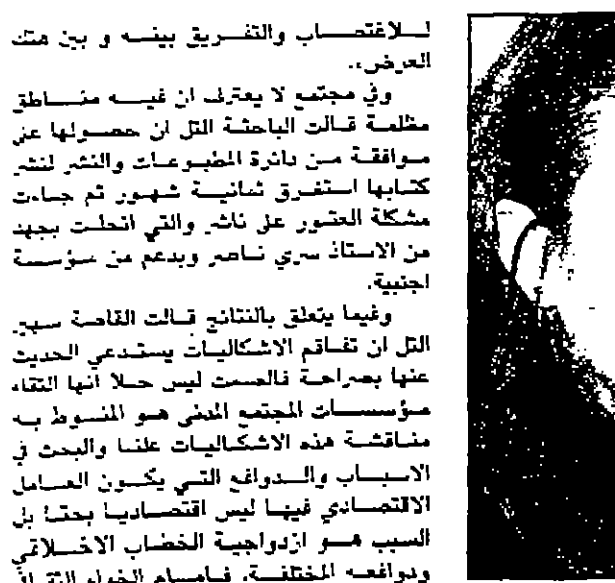 للاغتصاب والتفريق بينه و بين هتك
العرض».
وفي مجتمع لا يعترف ان فيه مناطق
مظلمة قالت الباحثة التل ان حصولها على
موافقة من دائرة المطبوعات والنشر لنشر
كتابها استغرق ثمانية شهور ثم جاءت
مشكلة العثور على ناشر والتي انحلت بجهد
من الاستاذ سري ناصر وبدعم من مؤسسة
اجنبية.
وفيما يتعلق بالنتائج قالت القاصة سهير
التل ان تفاقم الاشكاليات يستدعي الحديث
عنها بصراحة فالصمت ليس حلا انها التقاء
مؤسسات المجتمع المدني هو المنوط به
مناقشة هذه الاشكاليات علنا والبحث في
الاسباب والدوافع التي يكون العامل
الاقتصادي فيها ليس اقتصاديا بحتا بل
السبب هو ازدواجية الخطاب الاخلاقي
ودوافعه المختلفة،